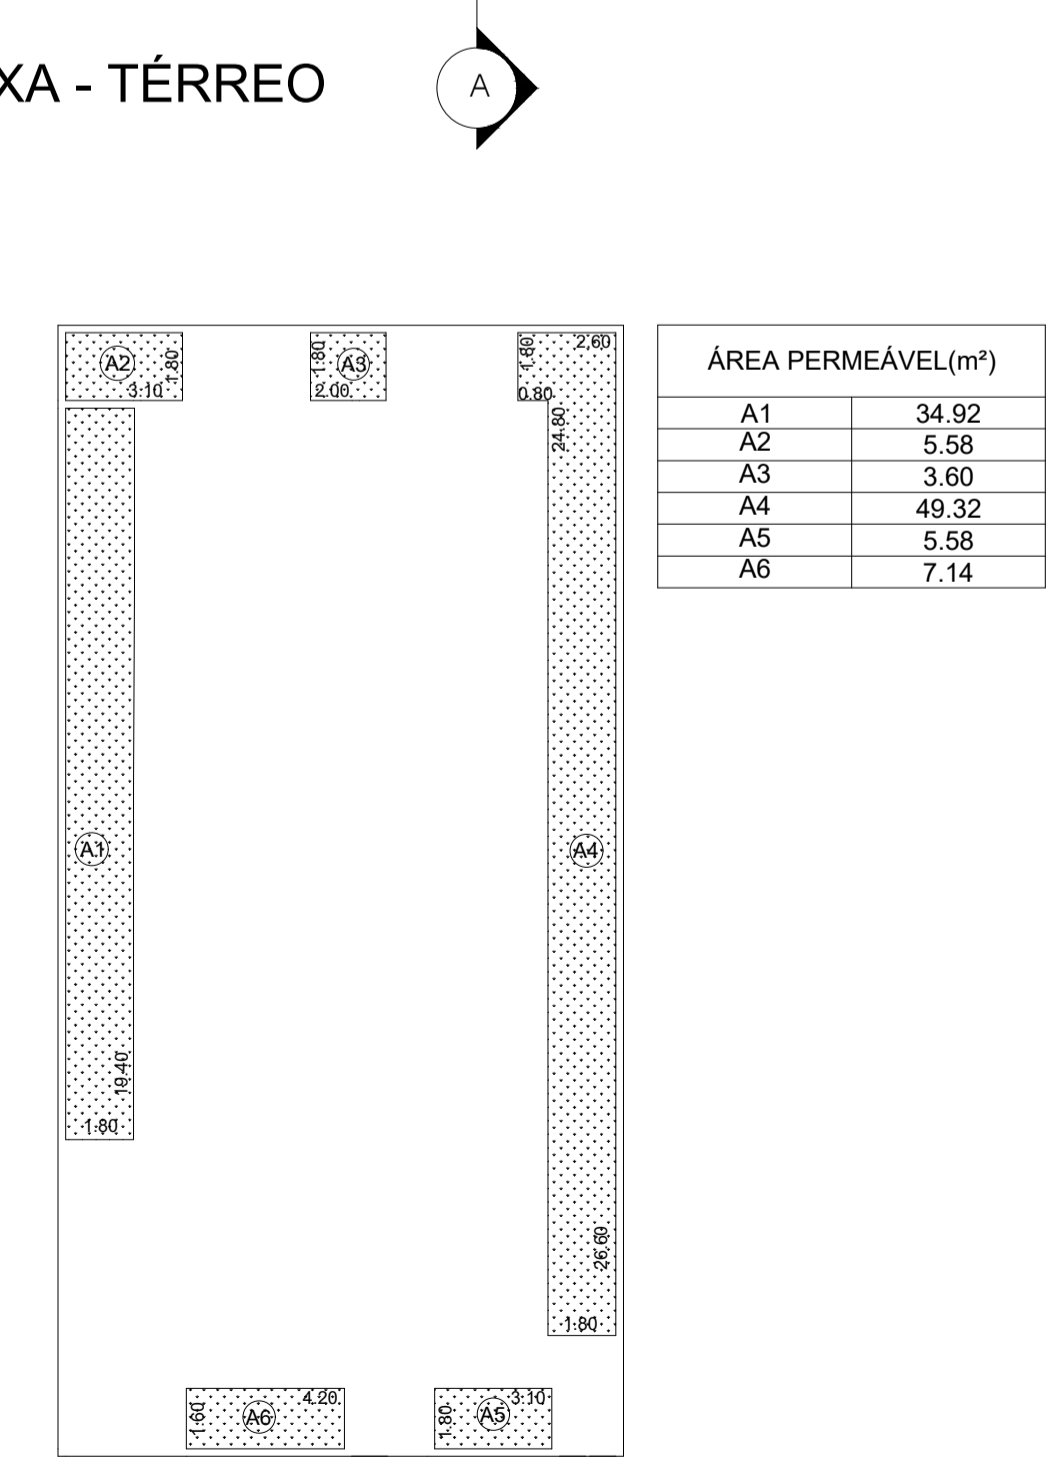 XA - TÉRREO
A
ÁREA PERMEÁVEL(m²)
A1 34.92
A2 5.58
A3 3.60
A4 49.32
A5 5.58
A6 7.14
A2
1.80
3.10
1.80
A3
2.00
1.80
2,60
0.80
24.80
A1
A4
19.40
1.80
26.60
1.80
4.20
1.60
A6
3.10
1.80
A5